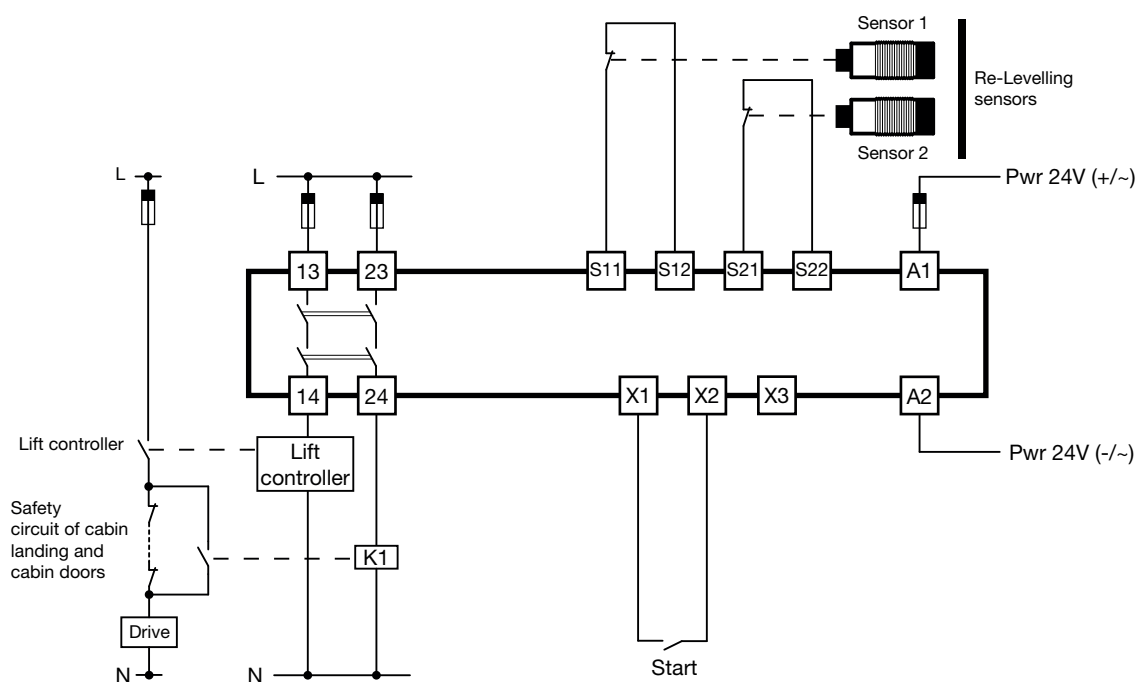 Sensor 1
Re-Levelling
sensors
Sensor 2
L
L
Pwr 24V (+/~)
13
23
S11
S12
S21
S22
A1
14
24
X1
X2
X3
A2
Lift controller
Lift
controller
Pwr 24V (-/~)
Safety
circuit of cabin
landing and
cabin doors
K1
Drive
Start
N
N